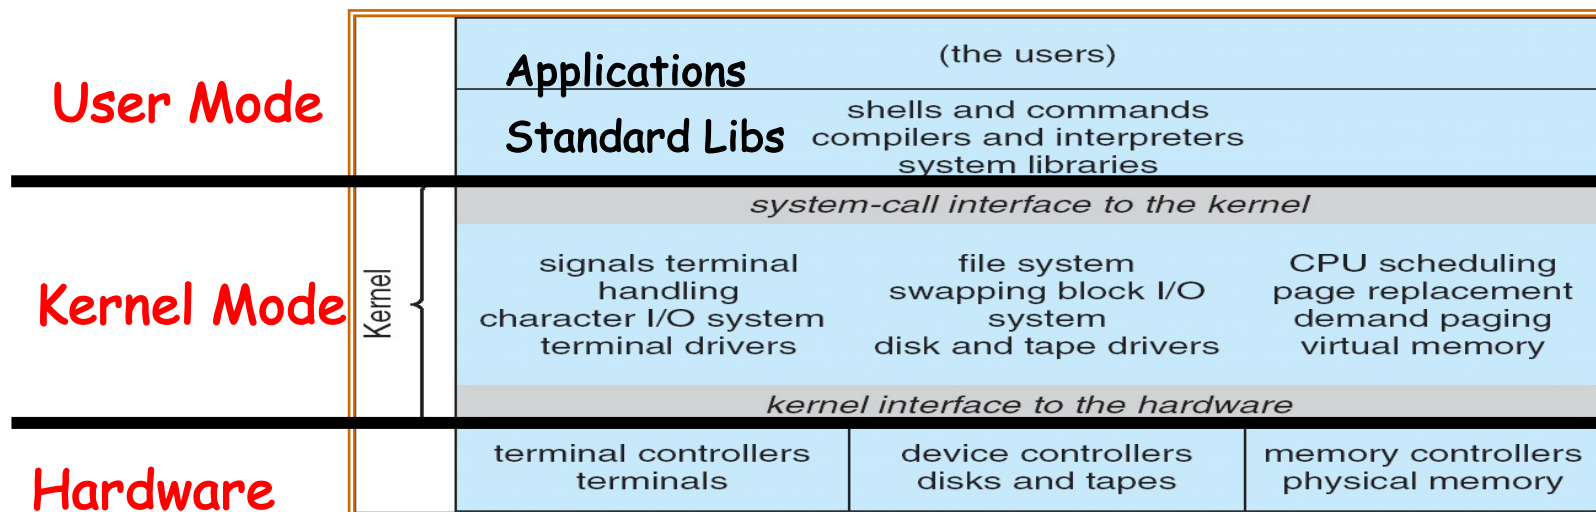 User Mode
Applications
(the users)
Standard Libs
shells and commands
compilers and interpreters
system libraries
Kernel Mode
Kernel
system-call interface to the kernel
signals terminal
handling
character I/O system
terminal drivers
file system
swapping block I/O
system
disk and tape drivers
CPU scheduling
page replacement
demand paging
virtual memory
kernel interface to the hardware
Hardware
terminal controllers
terminals
device controllers
disks and tapes
memory controllers
physical memory